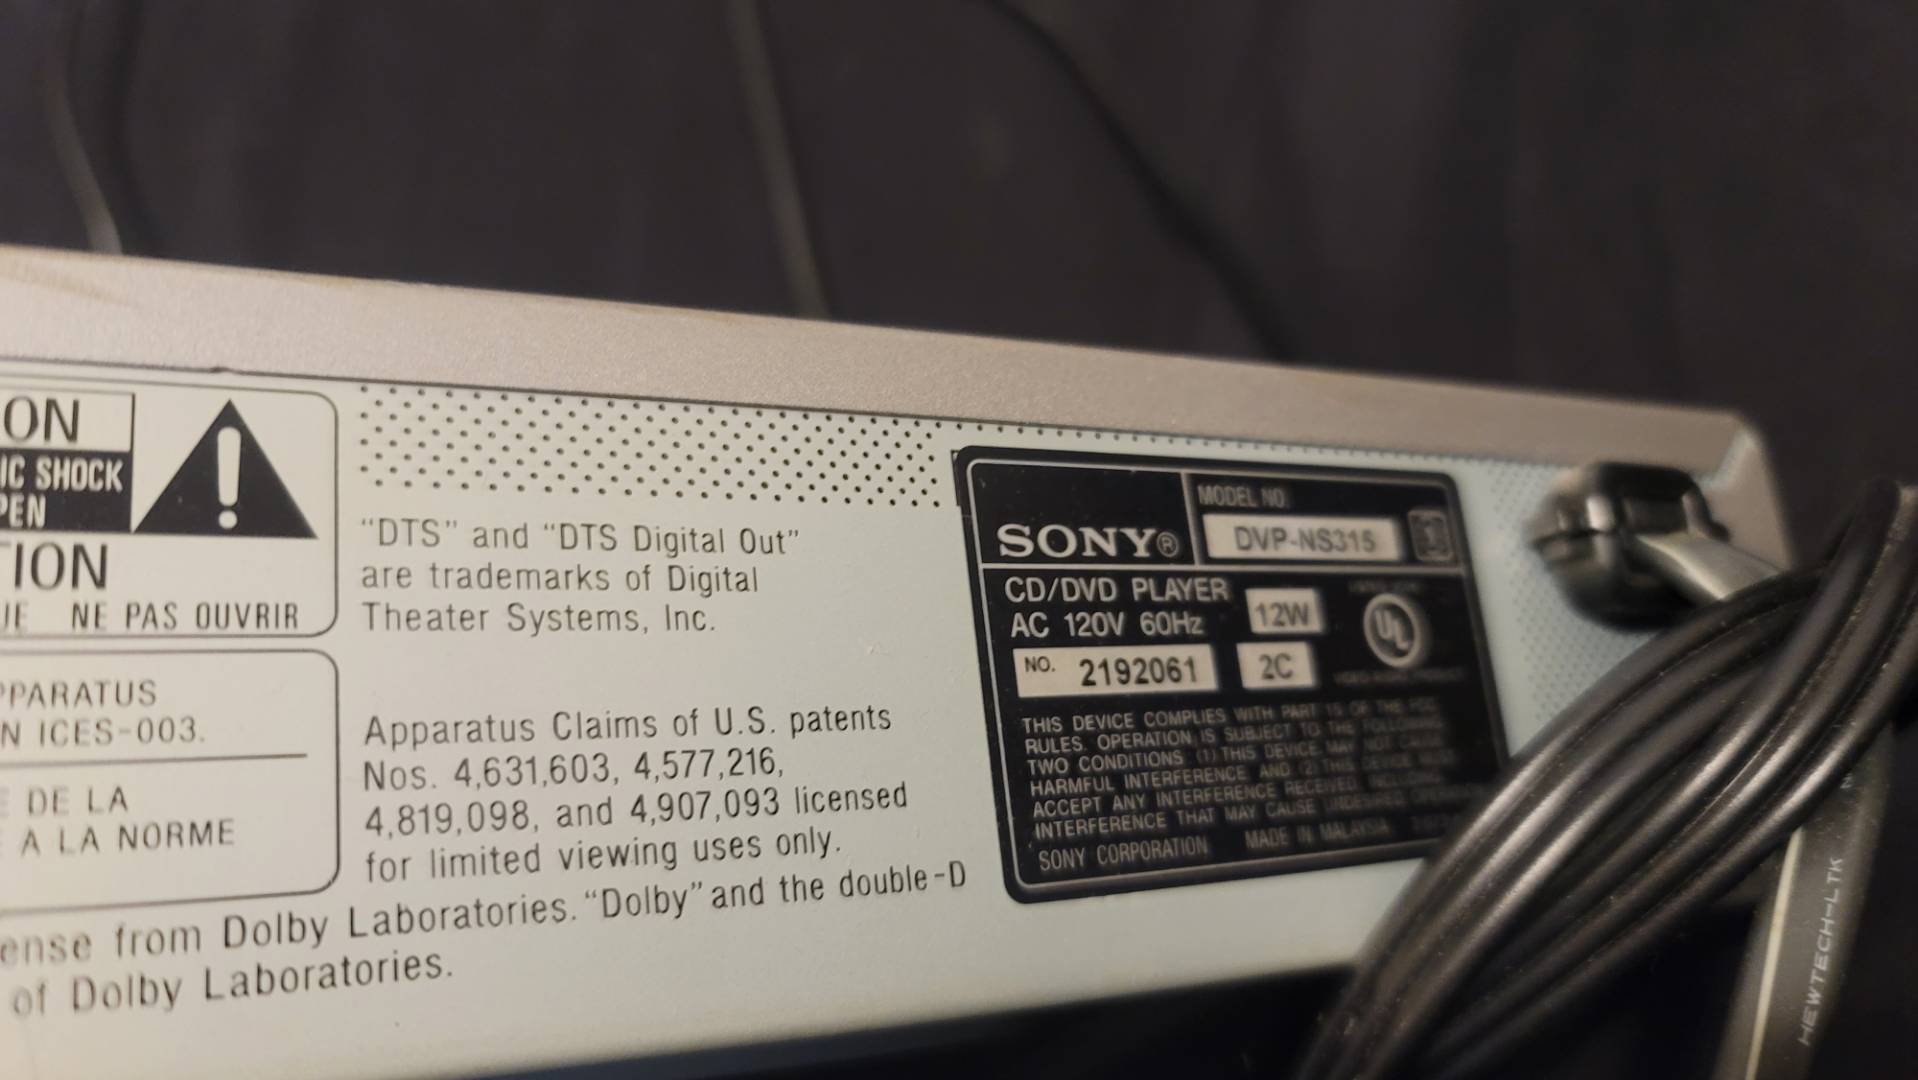 ON
IC SHOCK
PEN
TION
UE NE PAS OUVRIR
PPARATUS
N ICES-003.
E DE LA
A LA NORME
"DTS" and "DTS Digital Out"
are trademarks of Digital
Theater Systems, Inc.
Apparatus Claims of U.S. patents
Nos. 4,631,603, 4,577,216,
4,819,098, and 4,907,093 licensed
for limited viewing uses only.
ense from Dolby Laboratories. "Dolby" and the double-D
of Dolby Laboratories.
SONY®
MODEL NO.
DVP-NS315
1
CD/DVD PLAYER
AC 120V 60Hz 12W
NO. 2192061 2C
UL
THIS DEVICE COMPLIES WITH PART 15 OF THE FCC
RULES. OPERATION IS SUBJECT TO THE FOLLOWING
TWO CONDITIONS: (1) THIS DEVICE MAY NOT CAUSE
HARMFUL INTERFERENCE, AND (2) THIS DEVICE MUST
ACCEPT ANY INTERFERENCE RECEIVED, INCLUDING
INTERFERENCE THAT MAY CAUSE UNDESIRED OPERATION.
SONY CORPORATION MADE IN MALAYSIA
HEWTECH-LTK